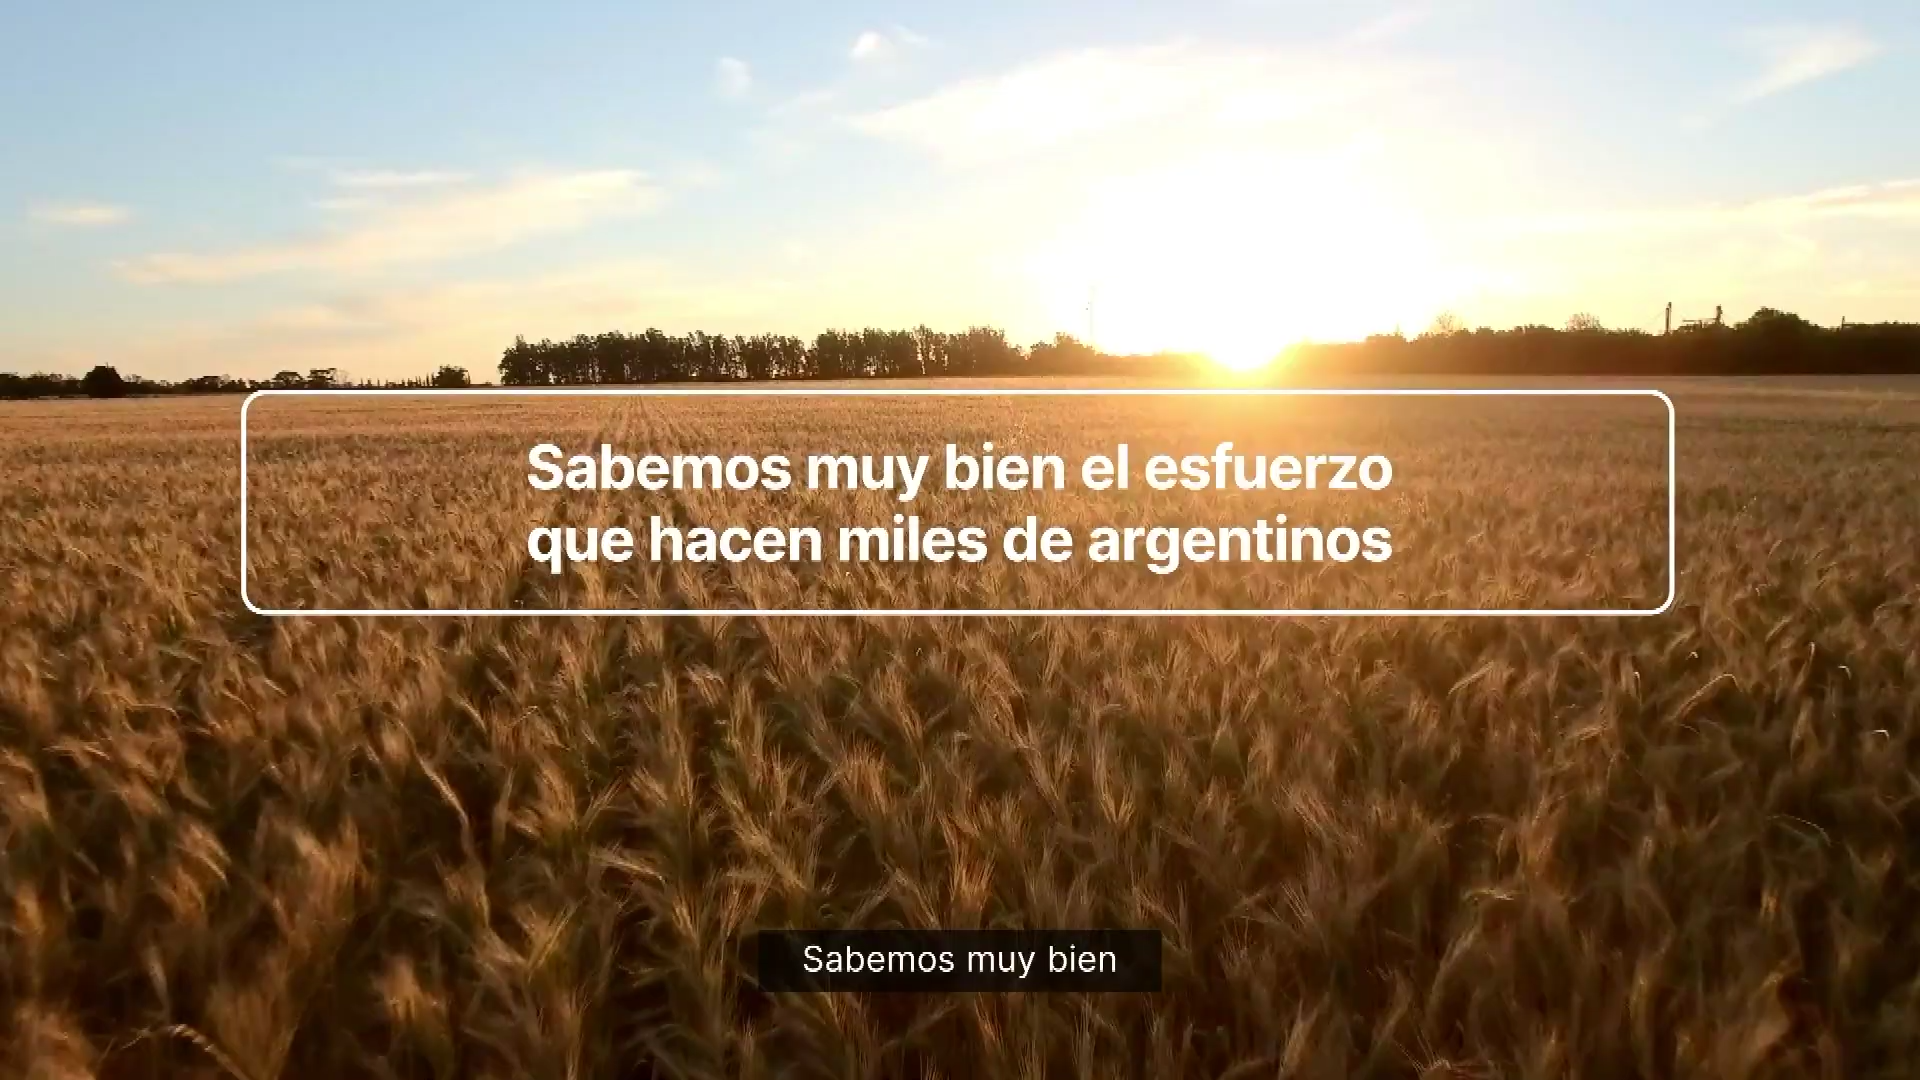 Sabemos muy bien el esfuerzo
que hacen miles de argentinos
Sabemos muy bien